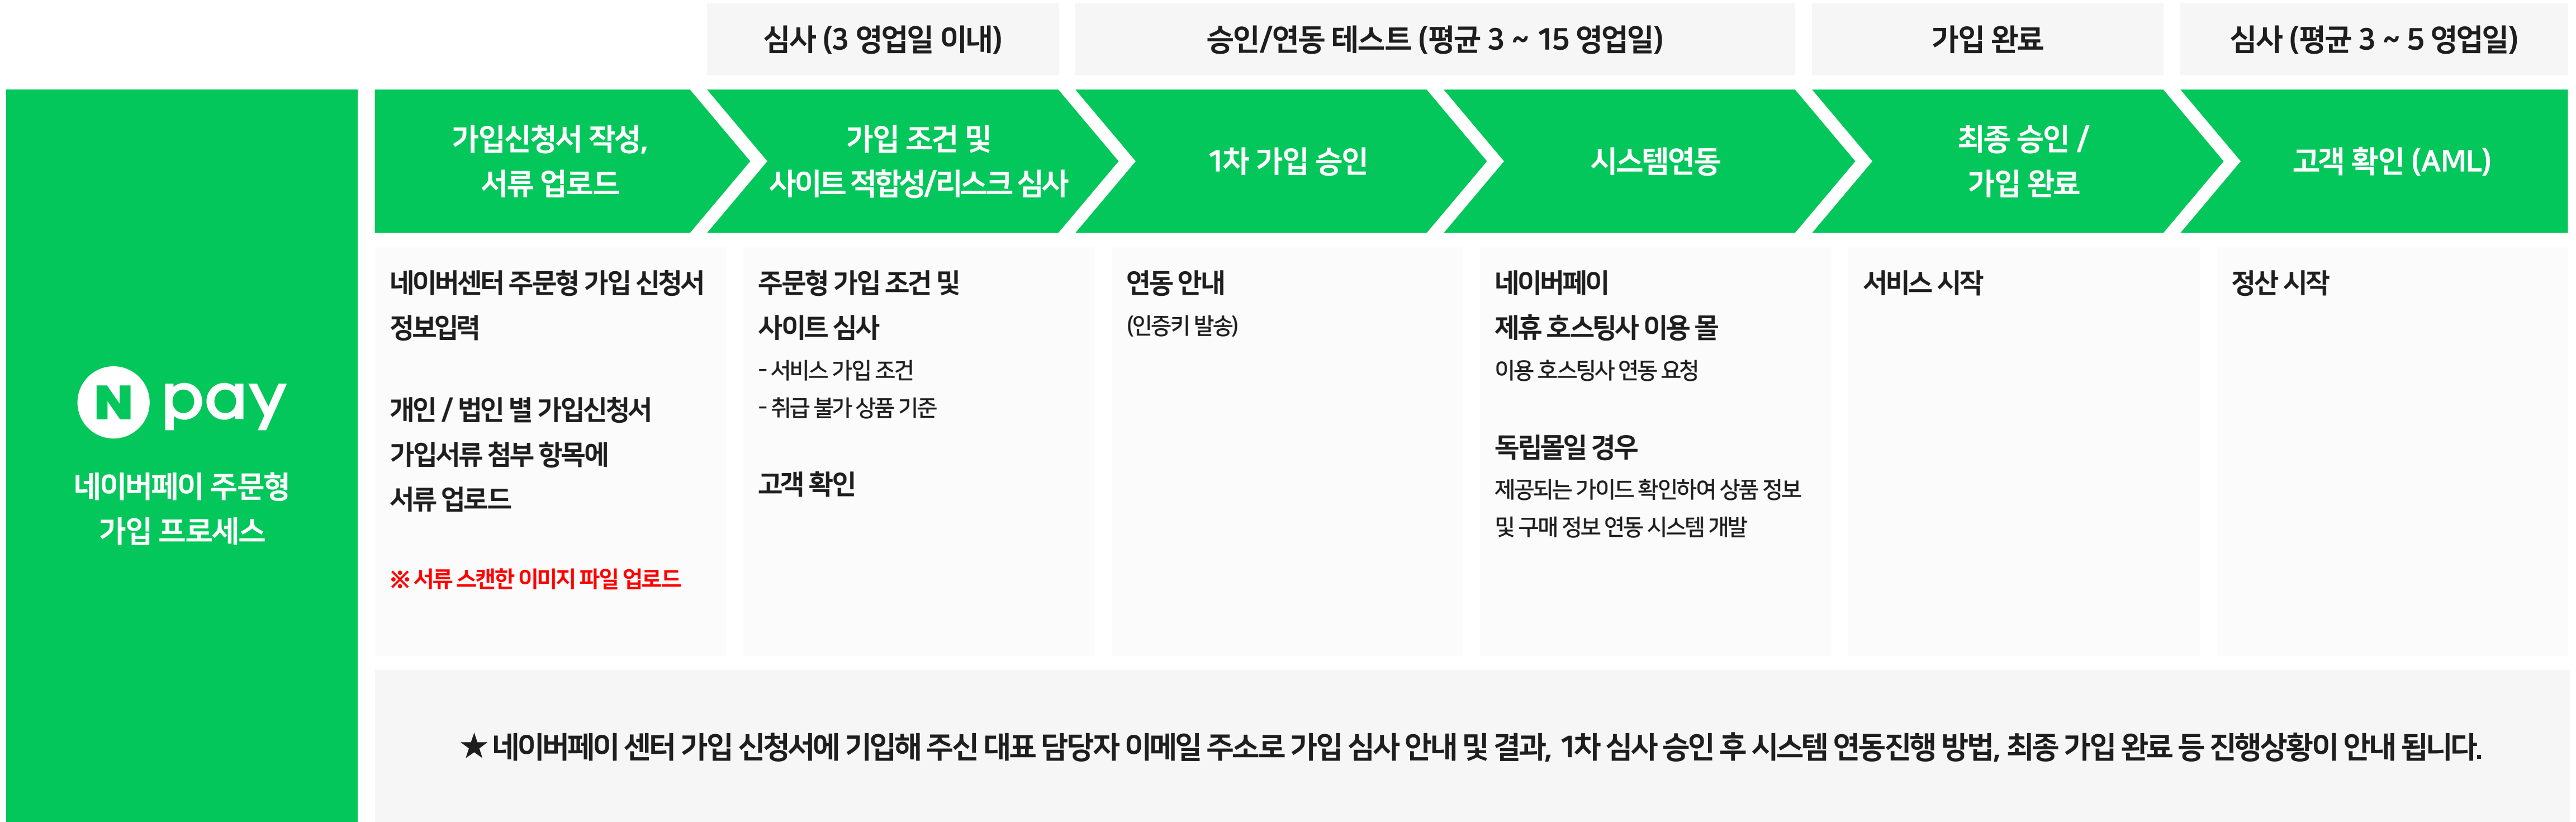 심사 (3 영업일 이내)
승인/연동 테스트 (평균 3 ~ 15 영업일)
가입 완료
심사 (평균 3 ~ 5 영업일)
N pay
네이버페이 주문형
가입 프로세스
가입신청서 작성,
서류 업로드
가입 조건 및
사이트 적합성/리스크 심사
1차 가입 승인
시스템연동
최종 승인 /
가입 완료
고객 확인 (AML)
네이버센터 주문형 가입 신청서
정보입력
개인 / 법인 별 가입신청서
가입서류 첨부 항목에
서류 업로드
※ 서류 스캔한 이미지 파일 업로드
주문형 가입 조건 및
사이트 심사
- 서비스 가입 조건
- 취급 불가 상품 기준
고객 확인
연동 안내
(인증키 발송)
네이버페이
제휴 호스팅사 이용 몰
이용 호스팅사 연동 요청
독립몰일 경우
제공되는 가이드 확인하여 상품 정보
및 구매 정보 연동 시스템 개발
서비스 시작
정산 시작
★ 네이버페이 센터 가입 신청서에 기입해 주신 대표 담당자 이메일 주소로 가입 심사 안내 및 결과, 1차 심사 승인 후 시스템 연동진행 방법, 최종 가입 완료 등 진행상황이 안내 됩니다.